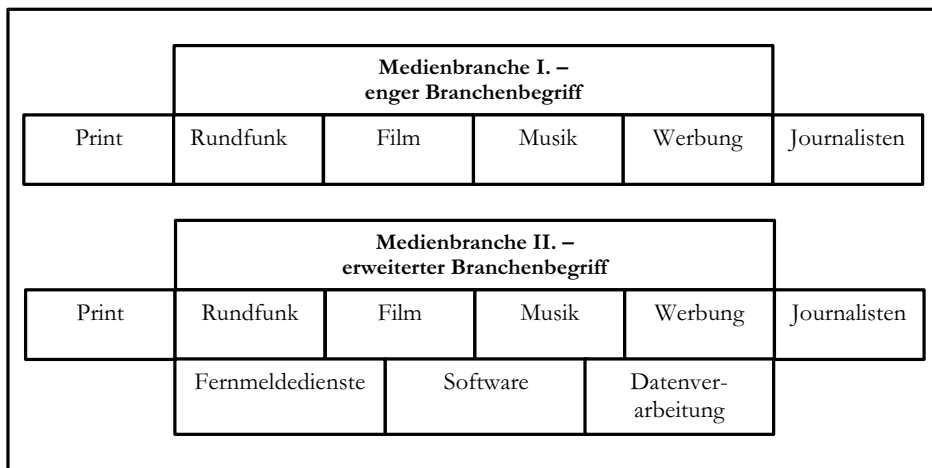 Medienbranche I. –
enger Branchenbegriff
Print Rundfunk Film Musik Werbung Journalisten
Medienbranche II. –
erweiterter Branchenbegriff
Print Rundfunk Film Musik Werbung Journalisten
Fernmeldedienste Software Datenver-
arbeitung